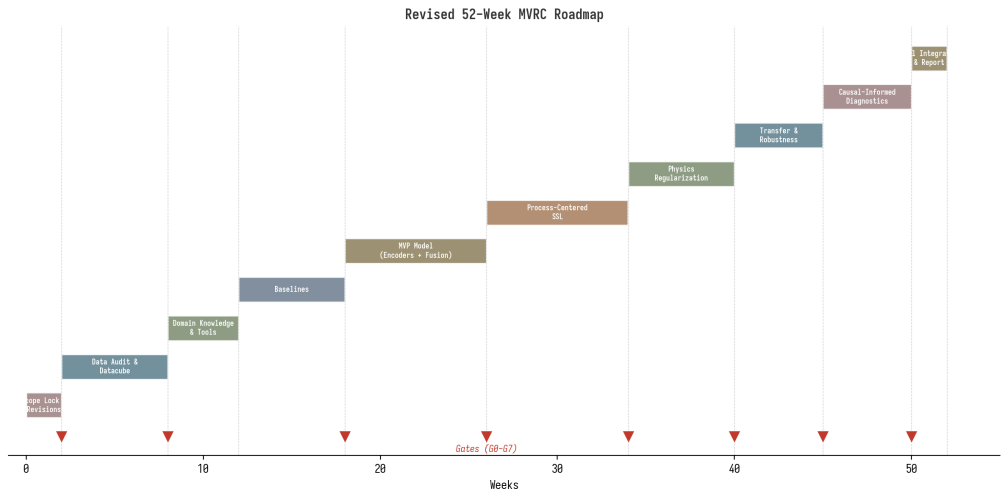 Revised 52-Week MVRC Roadmap
& Report
Causal-Informed
Diagnostics
Transfer &
Robustness
Physics
Regularization
Process-Centered
SSL
MVP Model
(Encoders + Fusion)
Baselines
Domain Knowledge
& Tools
Data Audit &
Datacube
Lock
Revisions
Gates (G0-G7)
0 10 20 30 40 50
Weeks